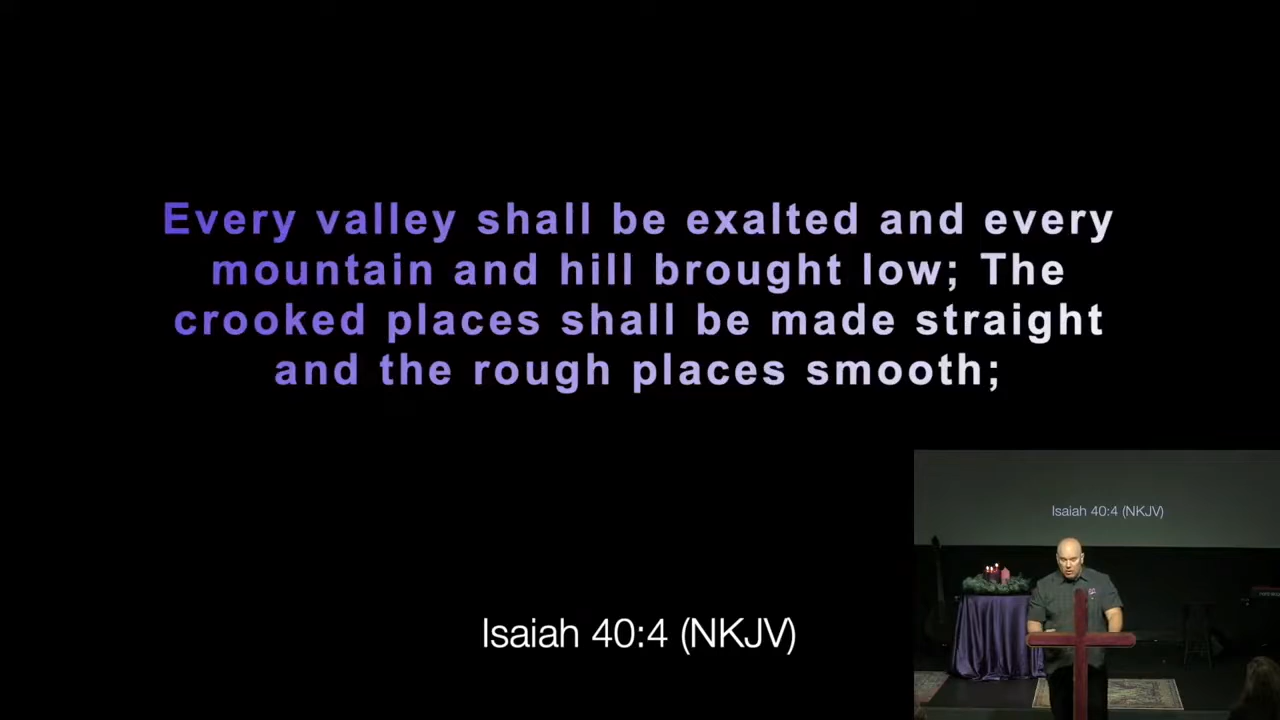 Every valley shall be exalted and every
mountain and hill brought low; The
crooked places shall be made straight
and the rough places smooth;
Isaiah 40:4 (NKJV)
Isaiah 40:4 (NKJV)